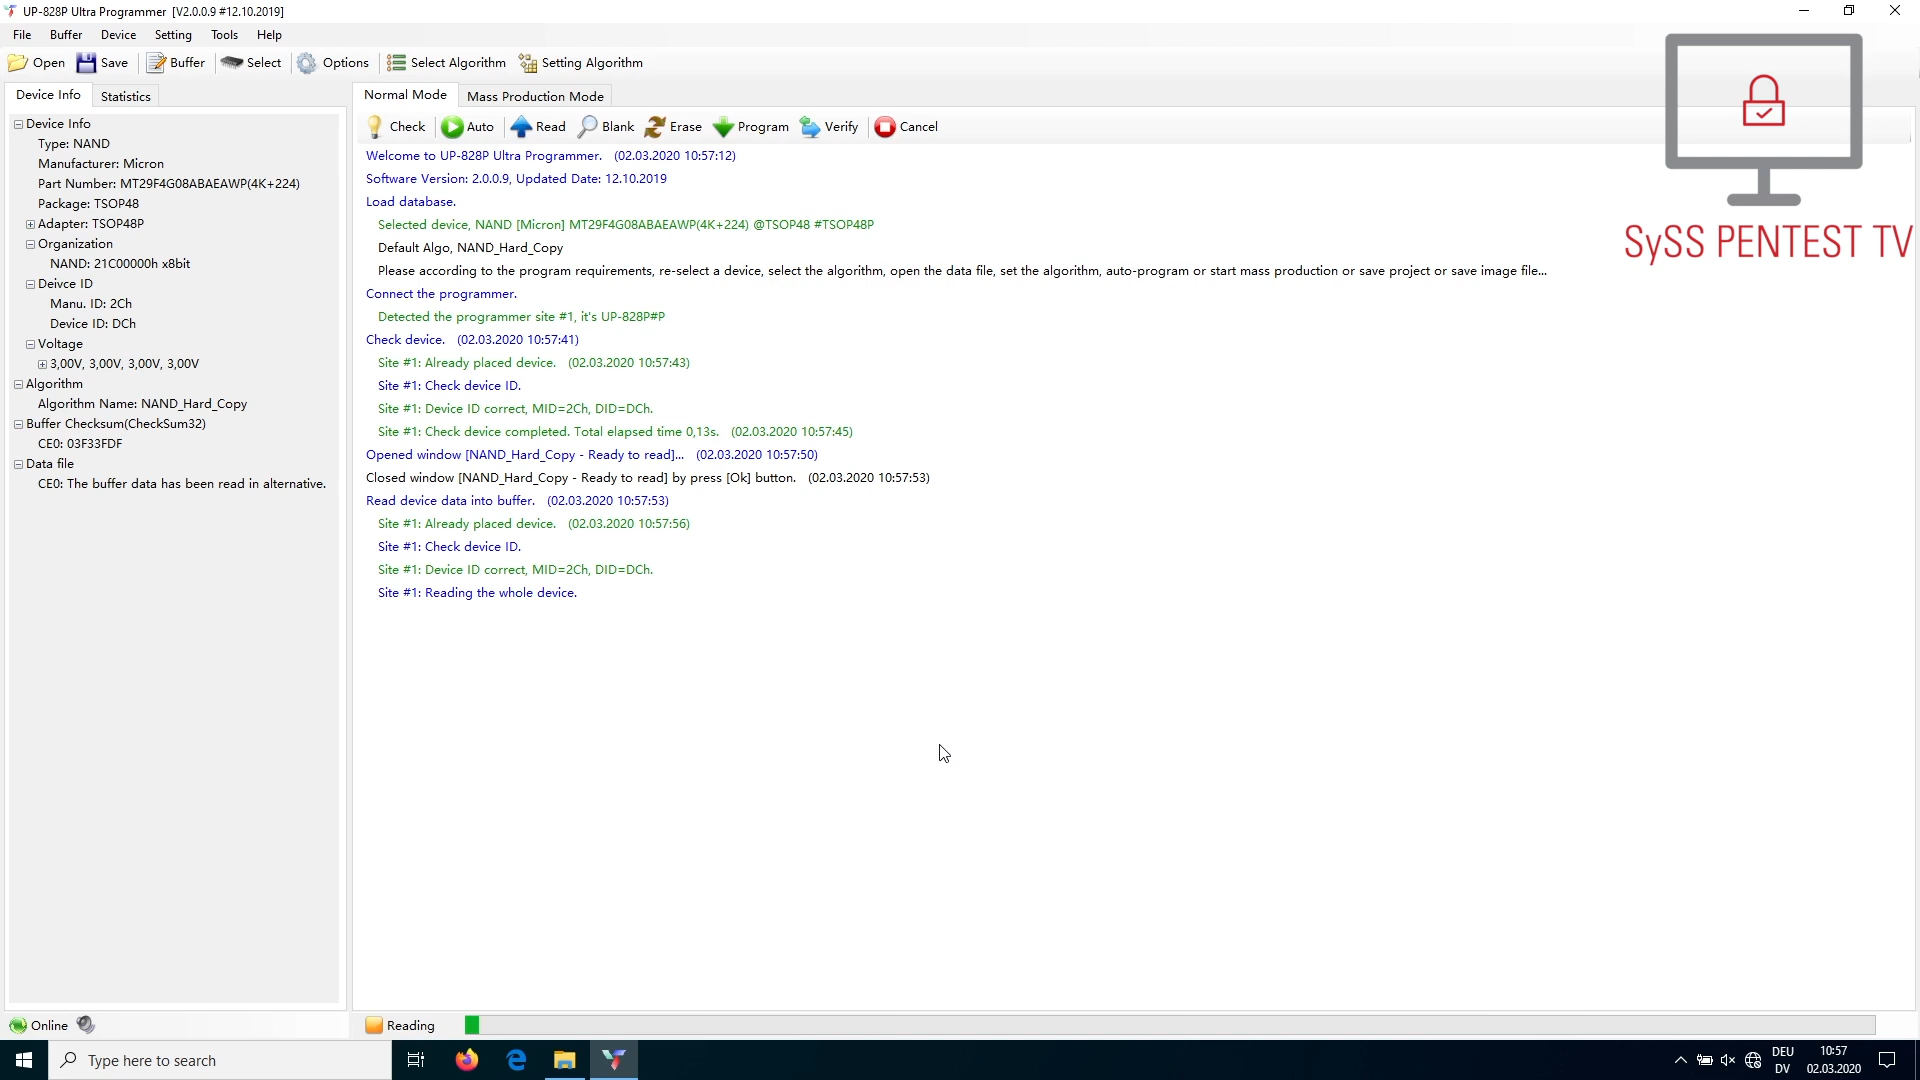 UP-828P Ultra Programmer [V2.0.0.9 #12.10.2019]
File Buffer Device Setting Tools Help
Open Save Buffer Select Options Select Algorithm Setting Algorithm
Device Info Statistics
Device Info
Type: NAND
Manufacturer: Micron
Part Number: MT29F4G08ABAEAWP(4K+224)
Package: TSOP48
Adapter: TSOP48P
Organization
NAND: 21C00000h x8bit
Deivce ID
Manu. ID: 2Ch
Device ID: DCh
Voltage
3,00V, 3,00V, 3,00V, 3,00V
Algorithm
Algorithm Name: NAND_Hard_Copy
Buffer Checksum(CheckSum32)
CE0: 03F33FDF
Data file
CE0: The buffer data has been read in alternative.
Normal Mode Mass Production Mode
Check Auto Read Blank Erase Program Verify Cancel
Welcome to UP-828P Ultra Programmer. (02.03.2020 10:57:12)
Software Version: 2.0.0.9, Updated Date: 12.10.2019
Load database.
Selected device, NAND [Micron] MT29F4G08ABAEAWP(4K+224) @TSOP48 #TSOP48P
Default Algo, NAND_Hard_Copy
Please according to the program requirements, re-select a device, select the algorithm, open the data file, set the algorithm, auto-program or start mass production or save project or save image file...
Connect the programmer.
Detected the programmer site #1, it's UP-828P#P
Check device. (02.03.2020 10:57:41)
Site #1: Already placed device. (02.03.2020 10:57:43)
Site #1: Check device ID.
Site #1: Device ID correct, MID=2Ch, DID=DCh.
Site #1: Check device completed. Total elapsed time 0,13s. (02.03.2020 10:57:45)
Opened window [NAND_Hard_Copy - Ready to read]... (02.03.2020 10:57:50)
Closed window [NAND_Hard_Copy - Ready to read] by press [Ok] button. (02.03.2020 10:57:53)
Read device data into buffer. (02.03.2020 10:57:53)
Site #1: Already placed device. (02.03.2020 10:57:56)
Site #1: Check device ID.
Site #1: Device ID correct, MID=2Ch, DID=DCh.
Site #1: Reading the whole device.
SySS PENTEST TV
Online
Reading
Type here to search
DEU
DV
10:57
02.03.2020